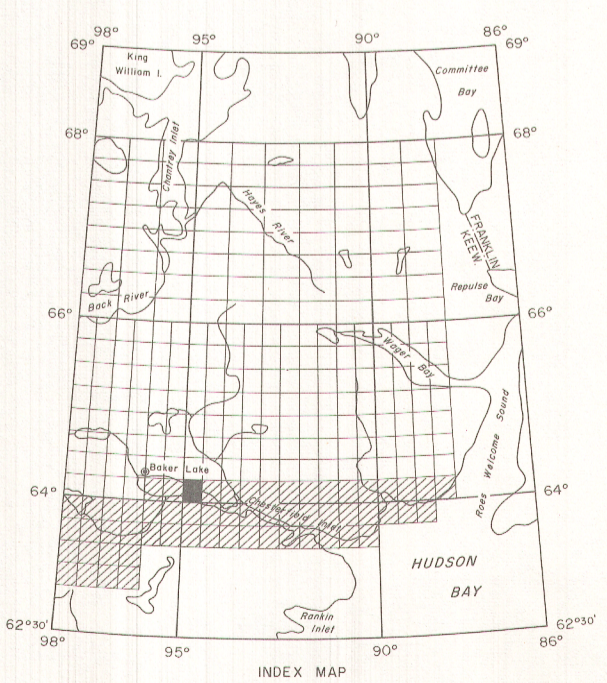 98°
95°
90°
86°
69°
69°
King
William I.
Committee
Bay
68°
68°
Chantrey Inlet
Hayes
River
FRANKLIN
KEEW.
Back River
Repulse
Bay
66°
66°
Wager Bay
Roes Welcome Sound
Baker Lake
64°
64°
Chesterfield Inlet
HUDSON
BAY
Rankin
Inlet
62°30'
62°30'
98°
95°
90°
86°
INDEX MAP